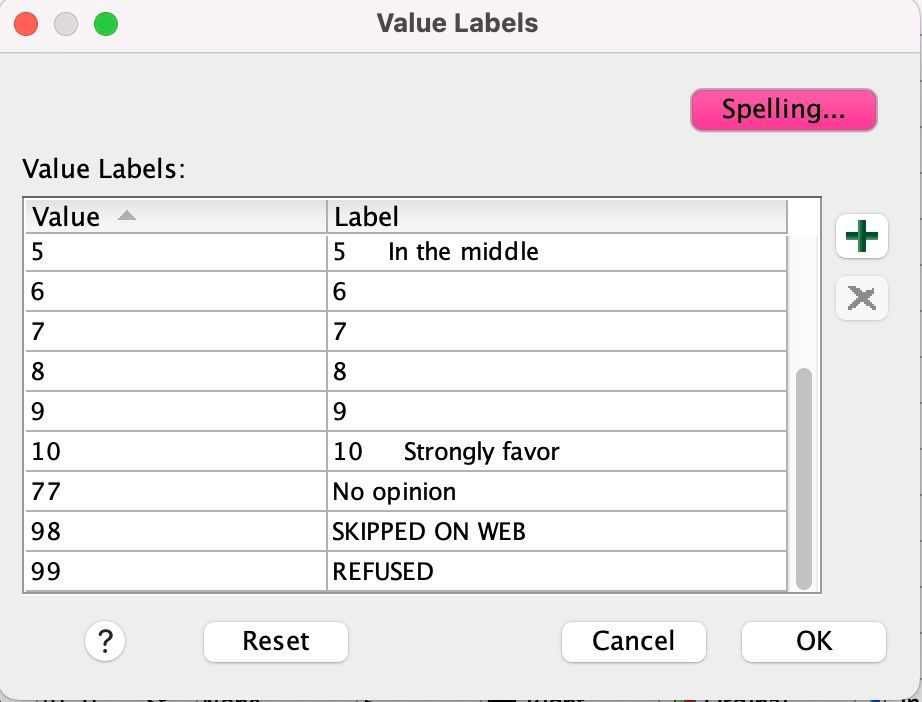 Value Labels
Spelling...
Value Labels:
Value Label
5 5 In the middle
6 6
7 7
8 8
9 9
10 10 Strongly favor
77 No opinion
98 SKIPPED ON WEB
99 REFUSED
? Reset Cancel OK